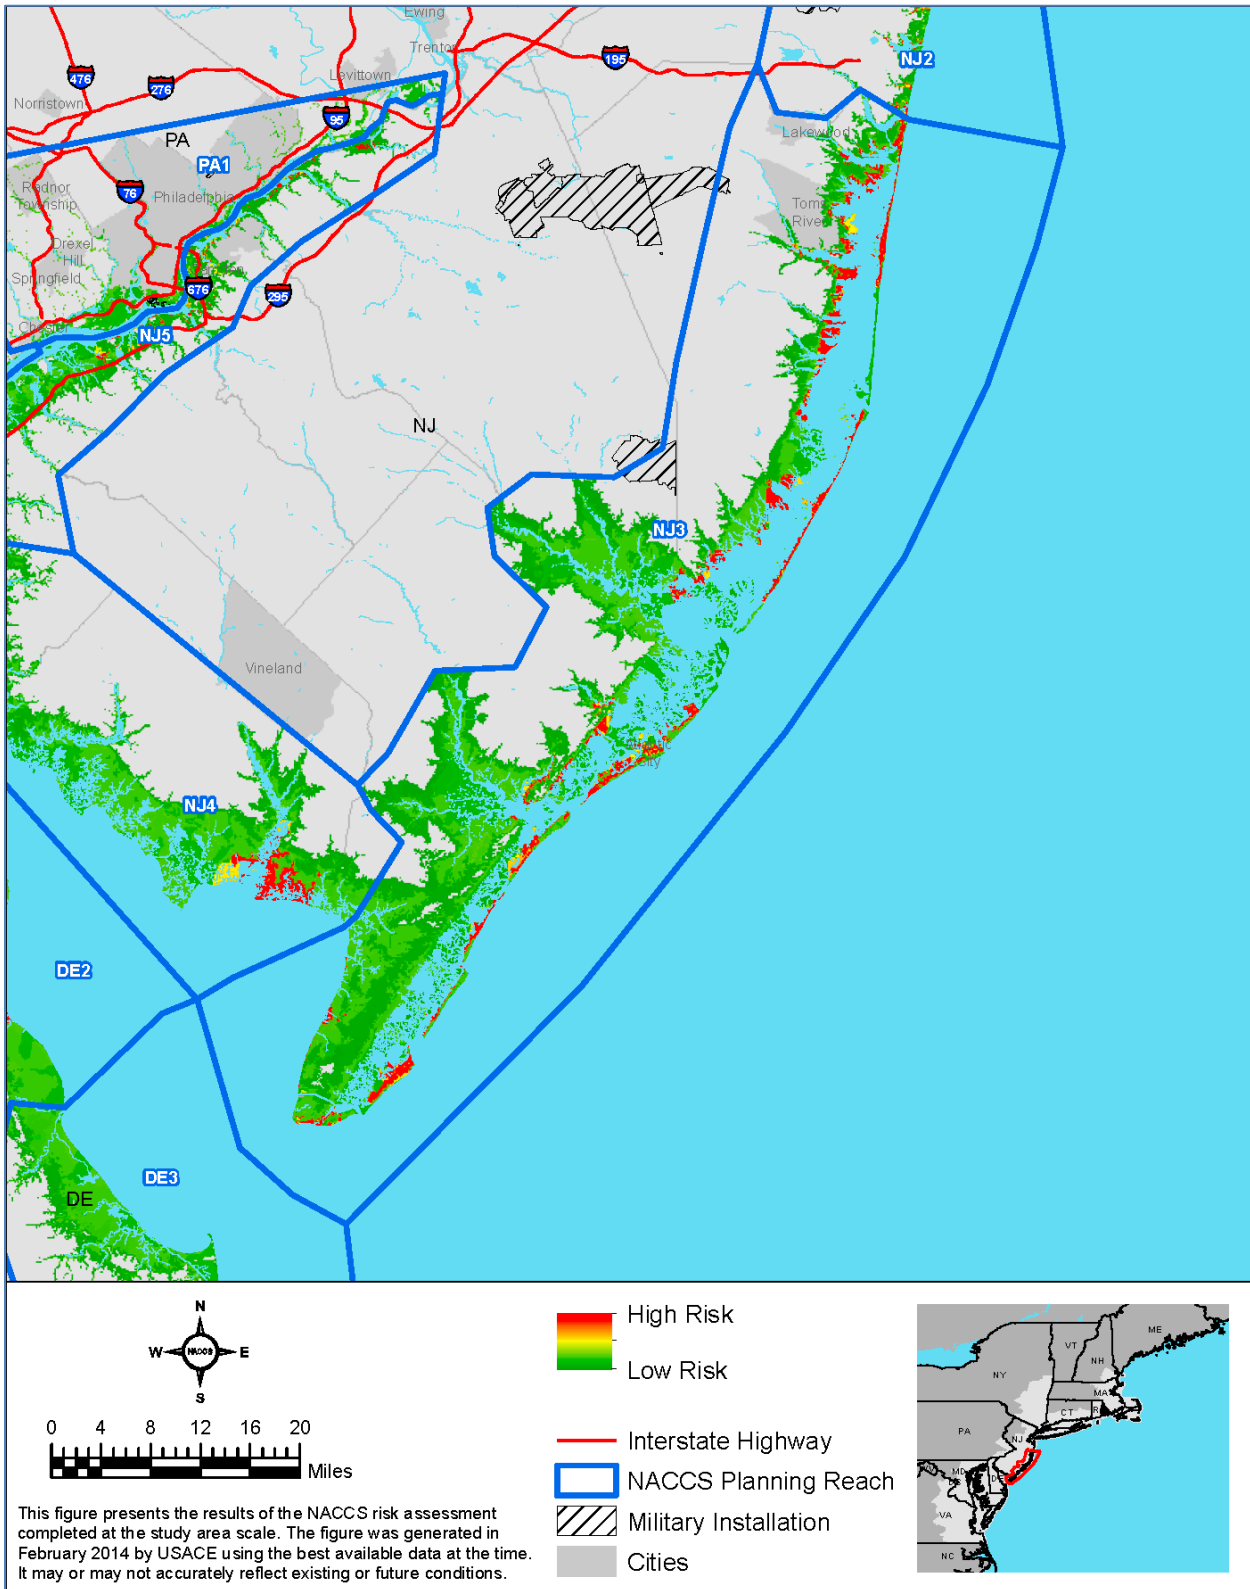 Ewing
Trenton
195
NJ2
476
276
Levittown
Norristown
95
Lakewood
PA
PA1
76
Radnor
Township
Philadelphia
Toms
River
Drexel
Hill
Springfield
676
295
Chester
NJ5
NJ
NJ3
Vineland
Atlantic
City
NJ4
DE2
DE3
DE
N
W
NACCS
E
S
0 4 8 12 16 20
Miles
This figure presents the results of the NACCS risk assessment
completed at the study area scale. The figure was generated in
February 2014 by USACE using the best available data at the time.
It may or may not accurately reflect existing or future conditions.
High Risk
Low Risk
Interstate Highway
NACCS Planning Reach
Military Installation
Cities
ME
VT
NH
NY
MA
CT
PA
NJ
MD
DE
VA
NC